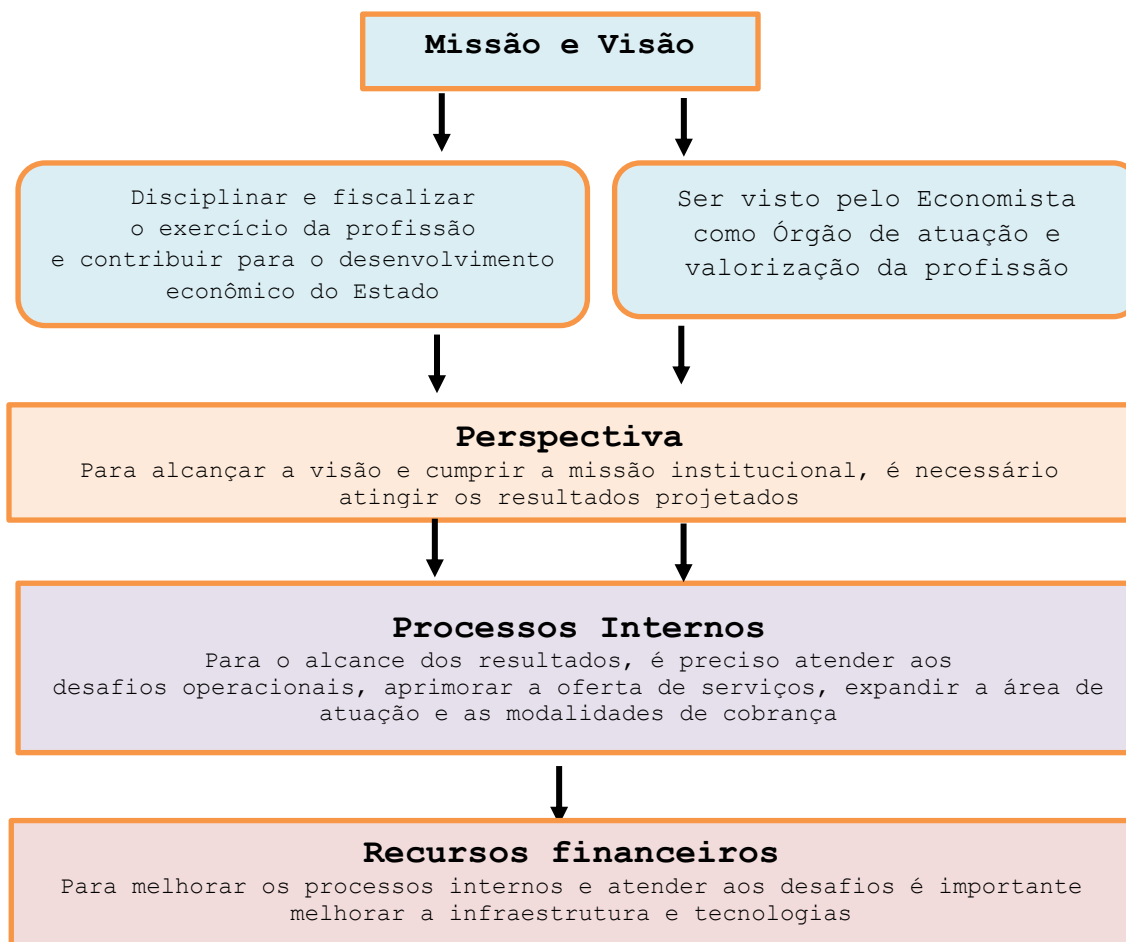 Missão e Visão
Disciplinar e fiscalizar
o exercício da profissão
e contribuir para o desenvolvimento
econômico do Estado
Ser visto pelo Economista
como Órgão de atuação e
valorização da profissão
Perspectiva
Para alcançar a visão e cumprir a missão institucional, é necessário
atingir os resultados projetados
Processos Internos
Para o alcance dos resultados, é preciso atender aos
desafios operacionais, aprimorar a oferta de serviços, expandir a área de
atuação e as modalidades de cobrança
Recursos financeiros
Para melhorar os processos internos e atender aos desafios é importante
melhorar a infraestrutura e tecnologias